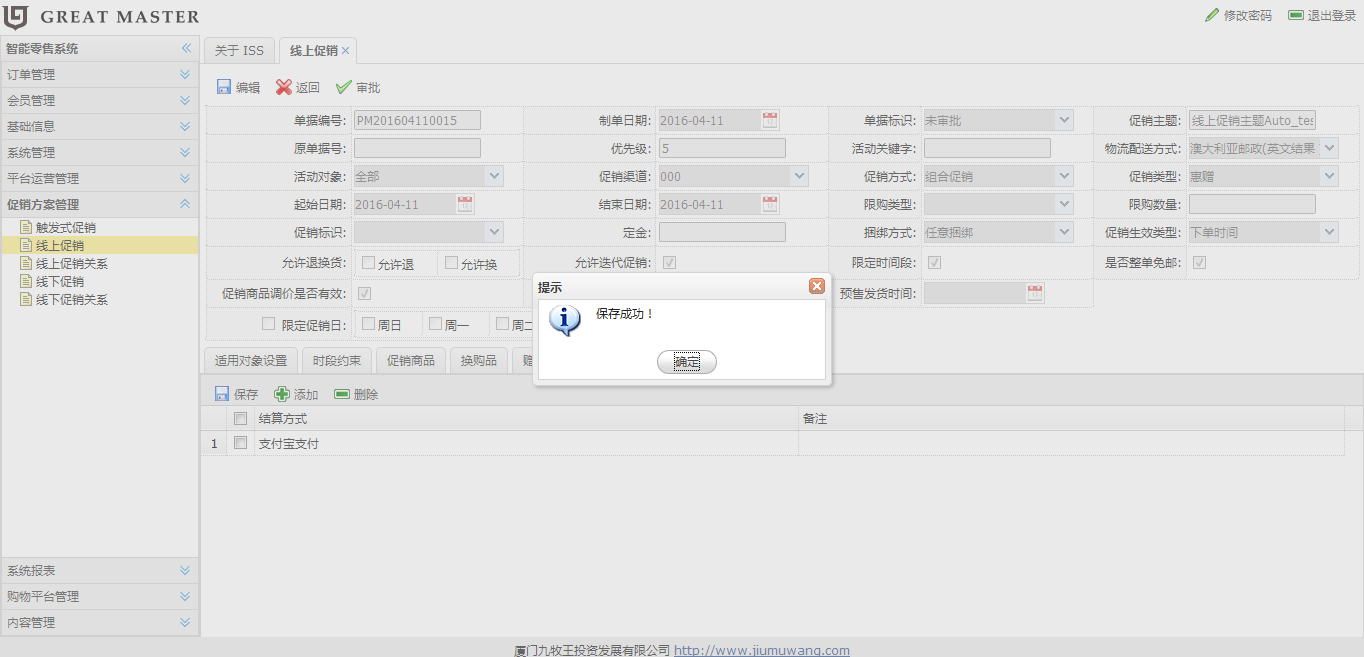 GREAT MASTER
修改密码 退出登录
智能零售系统
订单管理
会员管理
基础信息
系统管理
平台运营管理
促销方案管理
触发式促销
线上促销
线上促销关系
线下促销
线下促销关系
系统报表
购物平台管理
内容管理
关于 ISS 线上促销
编辑 返回 审批
单据编号: PM201604110015 制单日期: 2016-04-11 单据标识: 未审批 促销主题: 线上促销主题Auto_tes
原单据号: 优先级: 5 活动关键字: 物流配送方式: 澳大利亚邮政(英文结果
活动对象: 全部 促销渠道: 000 促销方式: 组合促销 促销类型: 惠赠
起始日期: 2016-04-11 结束日期: 2016-04-11 限购类型: 限购数量:
促销标识: 定金: 捆绑方式: 任意捆绑 促销生效类型: 下单时间
允许退换货: 允许退 允许换 允许迭代促销: 限定时间段: 是否整单免邮:
促销商品调价是否有效: 预售发货时间:
限定促销日: 周日 周一 周二
提示
保存成功！
确定
适用对象设置 时段约束 促销商品 换购品
保存 添加 删除
结算方式 备注
1 支付宝支付
厦门九牧王投资发展有限公司 http://www.jiumuwang.com